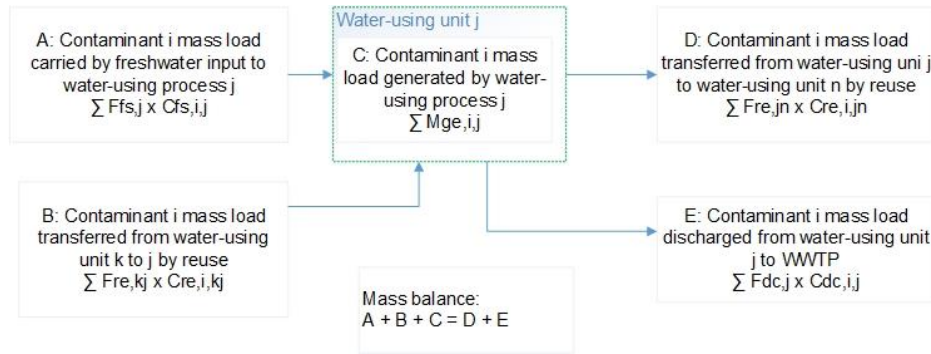 A: Contaminant i mass load
carried by freshwater input to
water-using process j
∑ Ffs,j x Cfs,i,j
Water-using unit j
C: Contaminant i mass
load generated by water-
using process j
∑ Mge,i,j
D: Contaminant i mass load
transferred from water-using uni j
to water-using unit n by reuse
∑ Fre,jn x Cre,i,jn
B: Contaminant i mass load
transferred from water-using
unit k to j by reuse
∑ Fre,kj x Cre,i,kj
E: Contaminant i mass load
discharged from water-using unit
j to WWTP
∑ Fdc,j x Cdc,i,j
Mass balance:
A + B + C = D + E